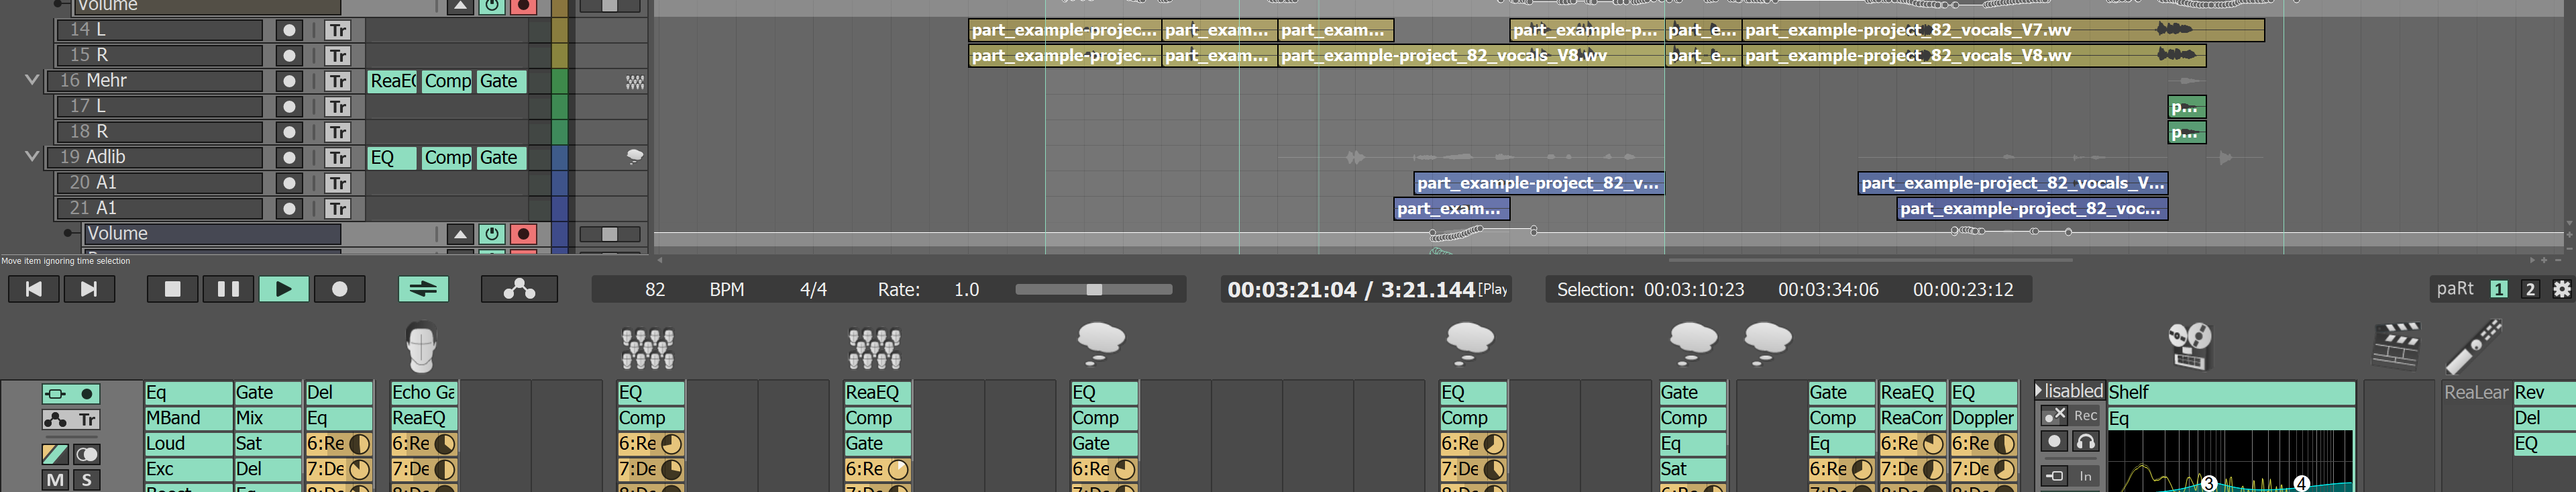 Volume
14 L Tr part_example-projec... part_exam... part_exam... part_example-p... part_e... part_example-project_82_vocals_V7.wv
15 R Tr part_example-projec... part_exam... part_example-project_82_vocals_V8.wv part_e... part_example-project_82_vocals_V8.wv
16 Mehr Tr ReaEQ Comp Gate
17 L Tr p...
18 R Tr p...
19 Adlib Tr EQ Comp Gate
20 A1 Tr part_example-project_82_v... part_example-project_82_vocals_V...
21 A1 Tr part_exam... part_example-project_82_voc...
Volume
Move item ignoring time selection
82 BPM 4/4 Rate: 1.0 00:03:21:04 / 3:21.144 [Play Selection: 00:03:10:23 00:03:34:06 00:00:23:12 paRt 1 2
Eq Gate Del Echo Ga EQ ReaEQ EQ EQ Gate Gate ReaEQ EQ lisabled Shelf ReaLear Rev
Tr MBand Mix Eq ReaEQ Comp Comp Comp Comp Comp Comp ReaCom Doppler Rec Eq Del
Loud Sat 6:Re 6:Re 6:Re Gate Gate 6:Re Eq Eq 6:Re 6:Re EQ
M S Exc Del 7:De 7:De 7:De 6:Re 6:Re 7:De Sat 6:Re 7:De 7:De In
3 4